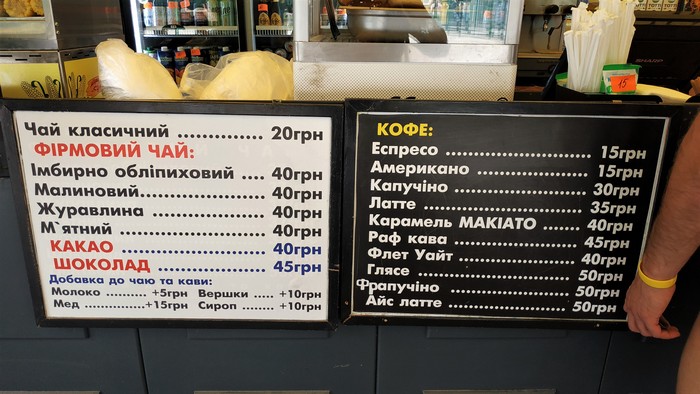 Чай класичний .............. 20грн
ФІРМОВИЙ ЧАЙ:
Імбирно обліпиховий .... 40грн
Малиновий..................... 40грн
Журавлина .................... 40грн
М`ятний ......................... 40грн
КАКАО ........................ 40грн
ШОКОЛАД .................. 45грн
Добавка до чаю та кави:
Молоко .......... +5грн Вершки ..... +10грн
Мед .................+15грн Сироп ........ +10грн
КОФЕ:
Еспресо .............................. 15грн
Американо ......................... 15грн
Капучіно ............................ 30грн
Латте ................................. 35грн
Карамель МАКІАТО ......... 40грн
Раф кава ............................ 45грн
Флет Уайт .......................... 40грн
Глясе .................................. 50грн
Фрапучіно .......................... 50грн
Айс латте ........................... 50грн
15